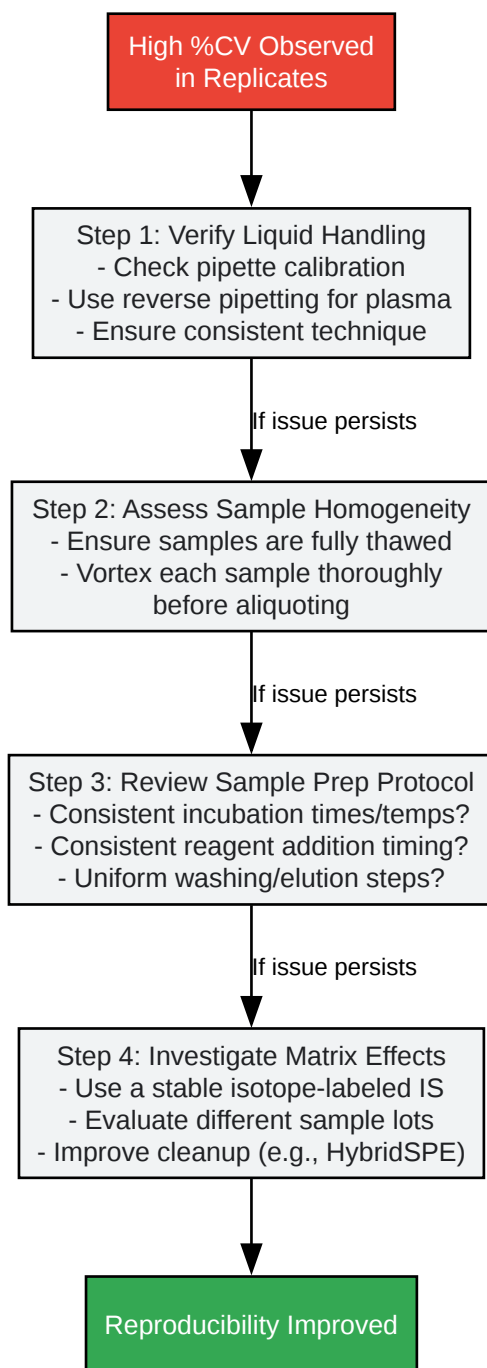 High %CV Observed
in Replicates
Step 1: Verify Liquid Handling
- Check pipette calibration
- Use reverse pipetting for plasma
- Ensure consistent technique
If issue persists
Step 2: Assess Sample Homogeneity
- Ensure samples are fully thawed
- Vortex each sample thoroughly
before aliquoting
If issue persists
Step 3: Review Sample Prep Protocol
- Consistent incubation times/temps?
- Consistent reagent addition timing?
- Uniform washing/elution steps?
If issue persists
Step 4: Investigate Matrix Effects
- Use a stable isotope-labeled IS
- Evaluate different sample lots
- Improve cleanup (e.g., HybridSPE)
Reproducibility Improved